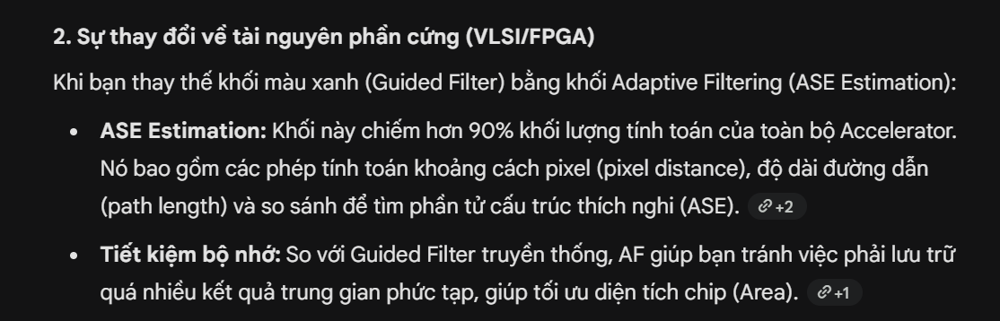 2. Sự thay đổi về tài nguyên phần cứng (VLSI/FPGA)
Khi bạn thay thế khối màu xanh (Guided Filter) bằng khối Adaptive Filtering (ASE Estimation):
• ASE Estimation: Khối này chiếm hơn 90% khối lượng tính toán của toàn bộ Accelerator.
Nó bao gồm các phép tính toán khoảng cách pixel (pixel distance), độ dài đường dẫn
(path length) và so sánh để tìm phần tử cấu trúc thích nghi (ASE). +2
• Tiết kiệm bộ nhớ: So với Guided Filter truyền thống, AF giúp bạn tránh việc phải lưu trữ
quá nhiều kết quả trung gian phức tạp, giúp tối ưu diện tích chip (Area). +1